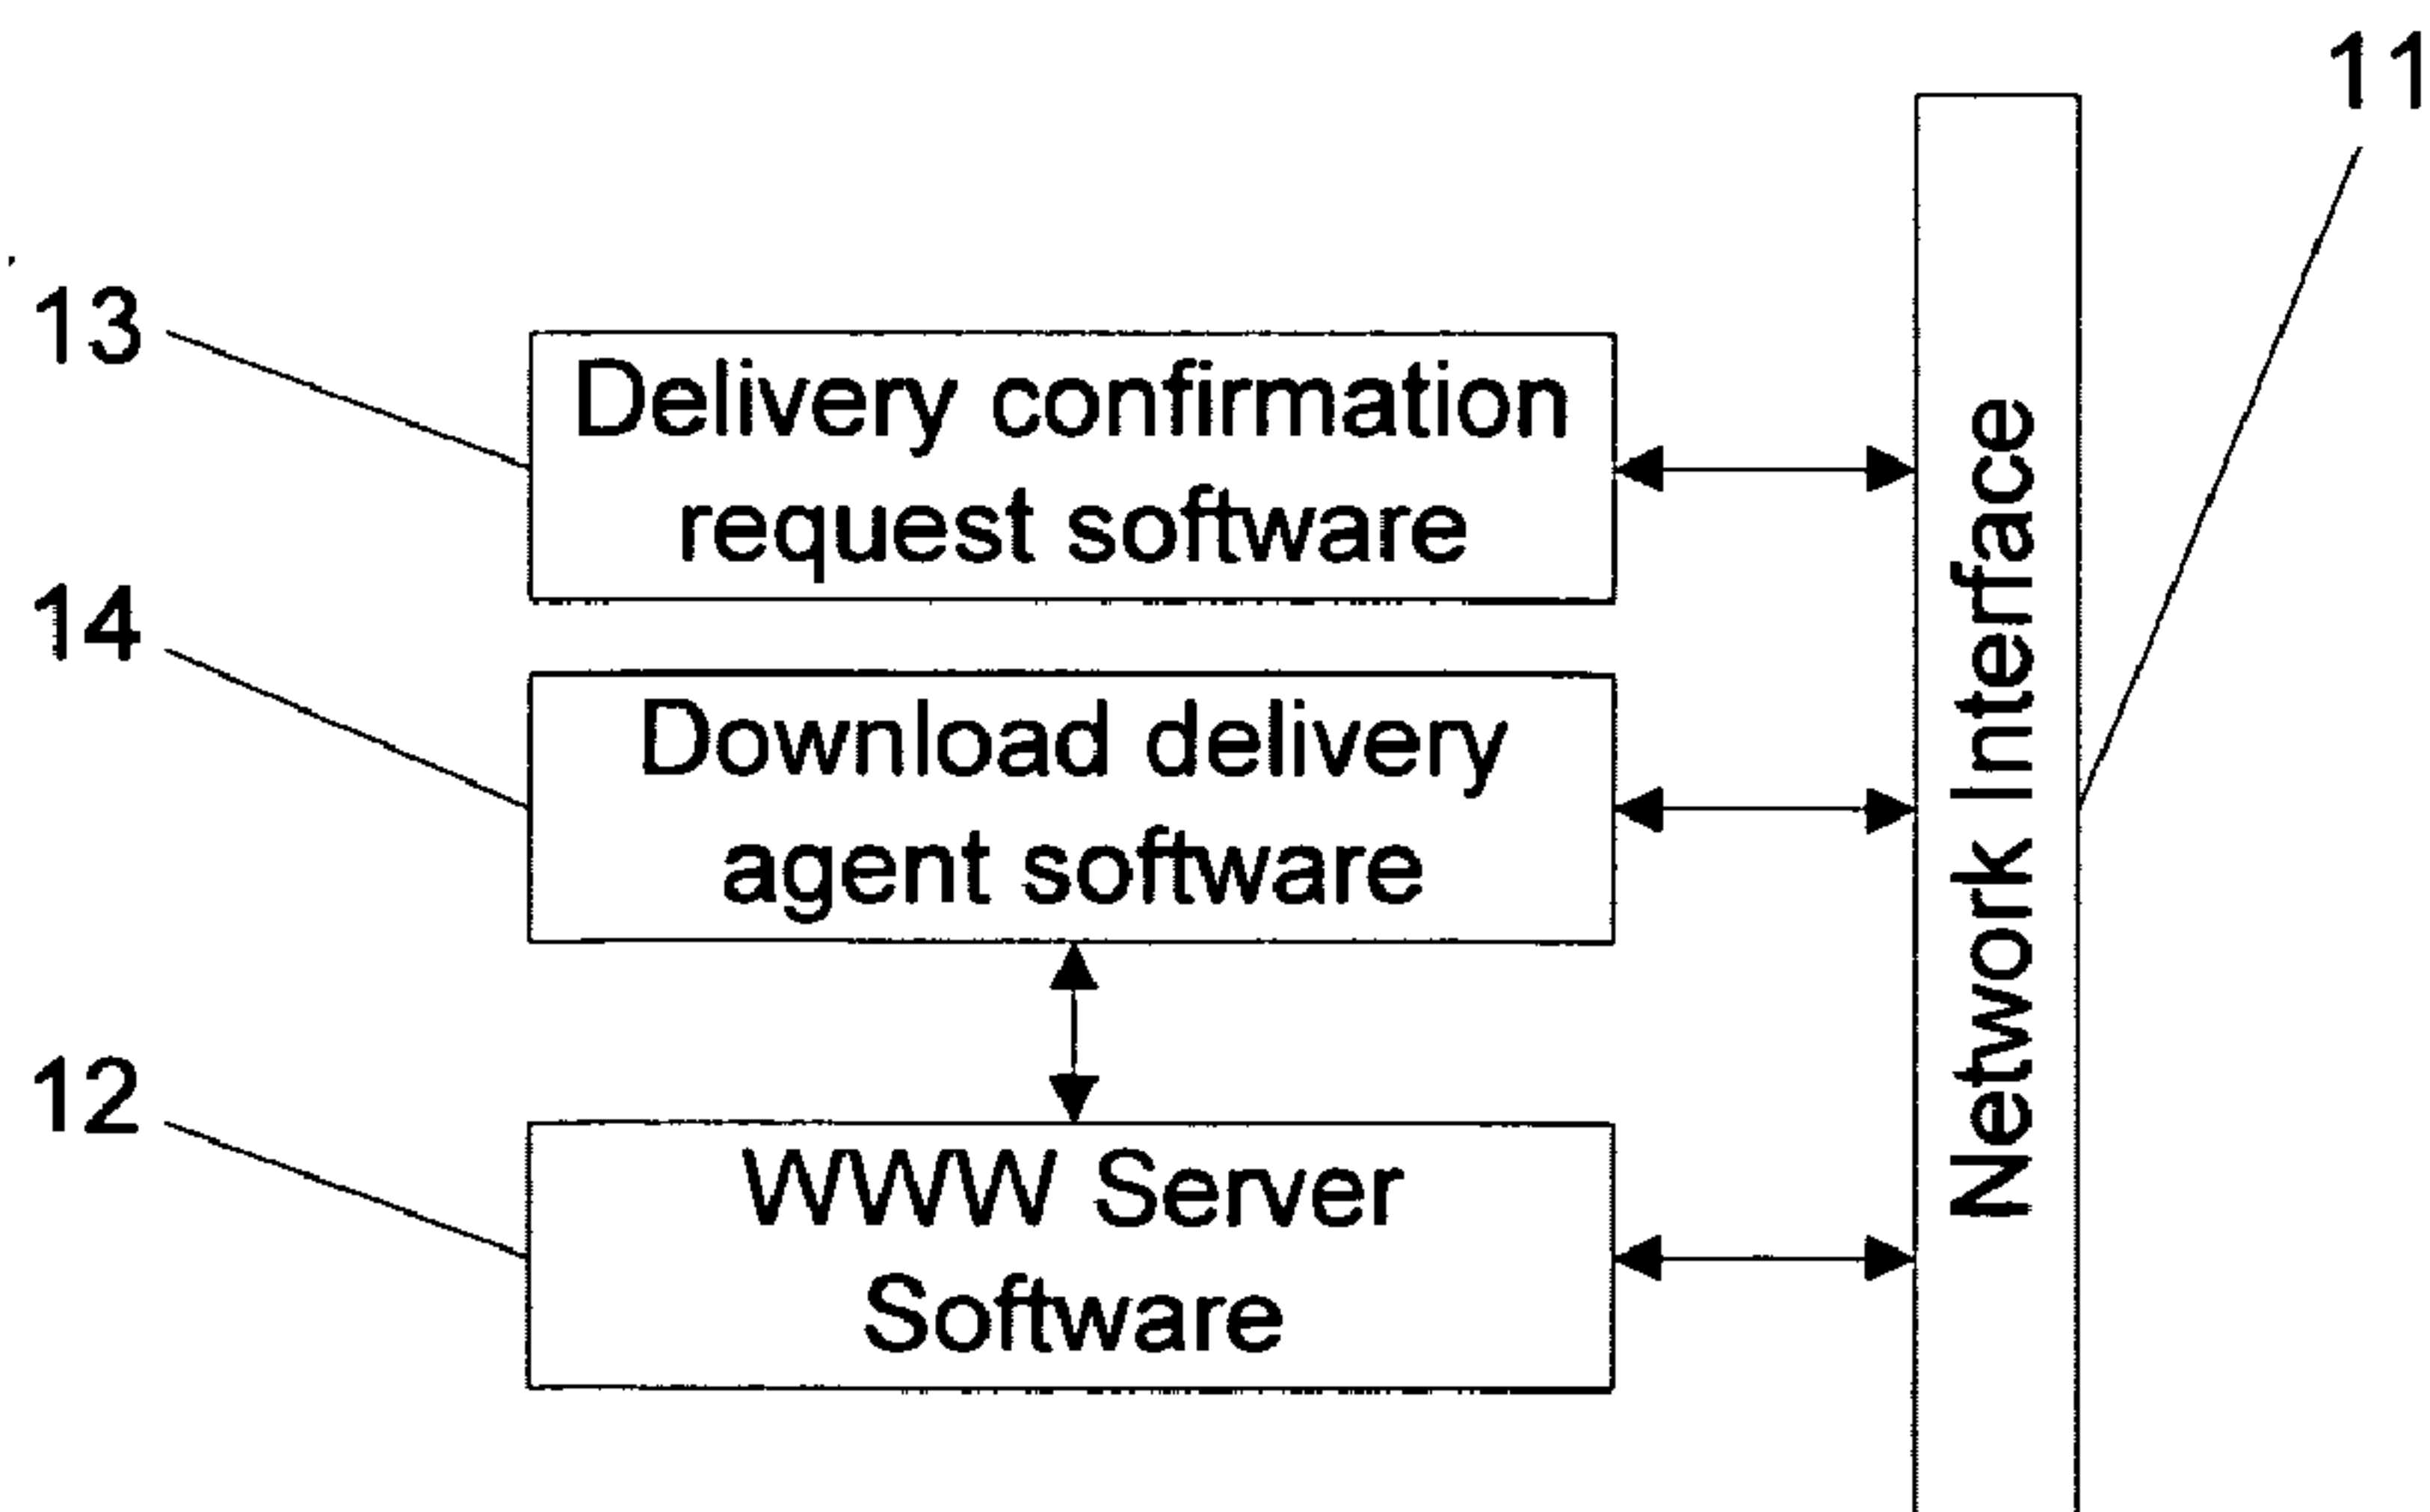 11
13
Delivery confirmation
request software
14
Download delivery
agent software
12
WWW Server
Software
Network Interface